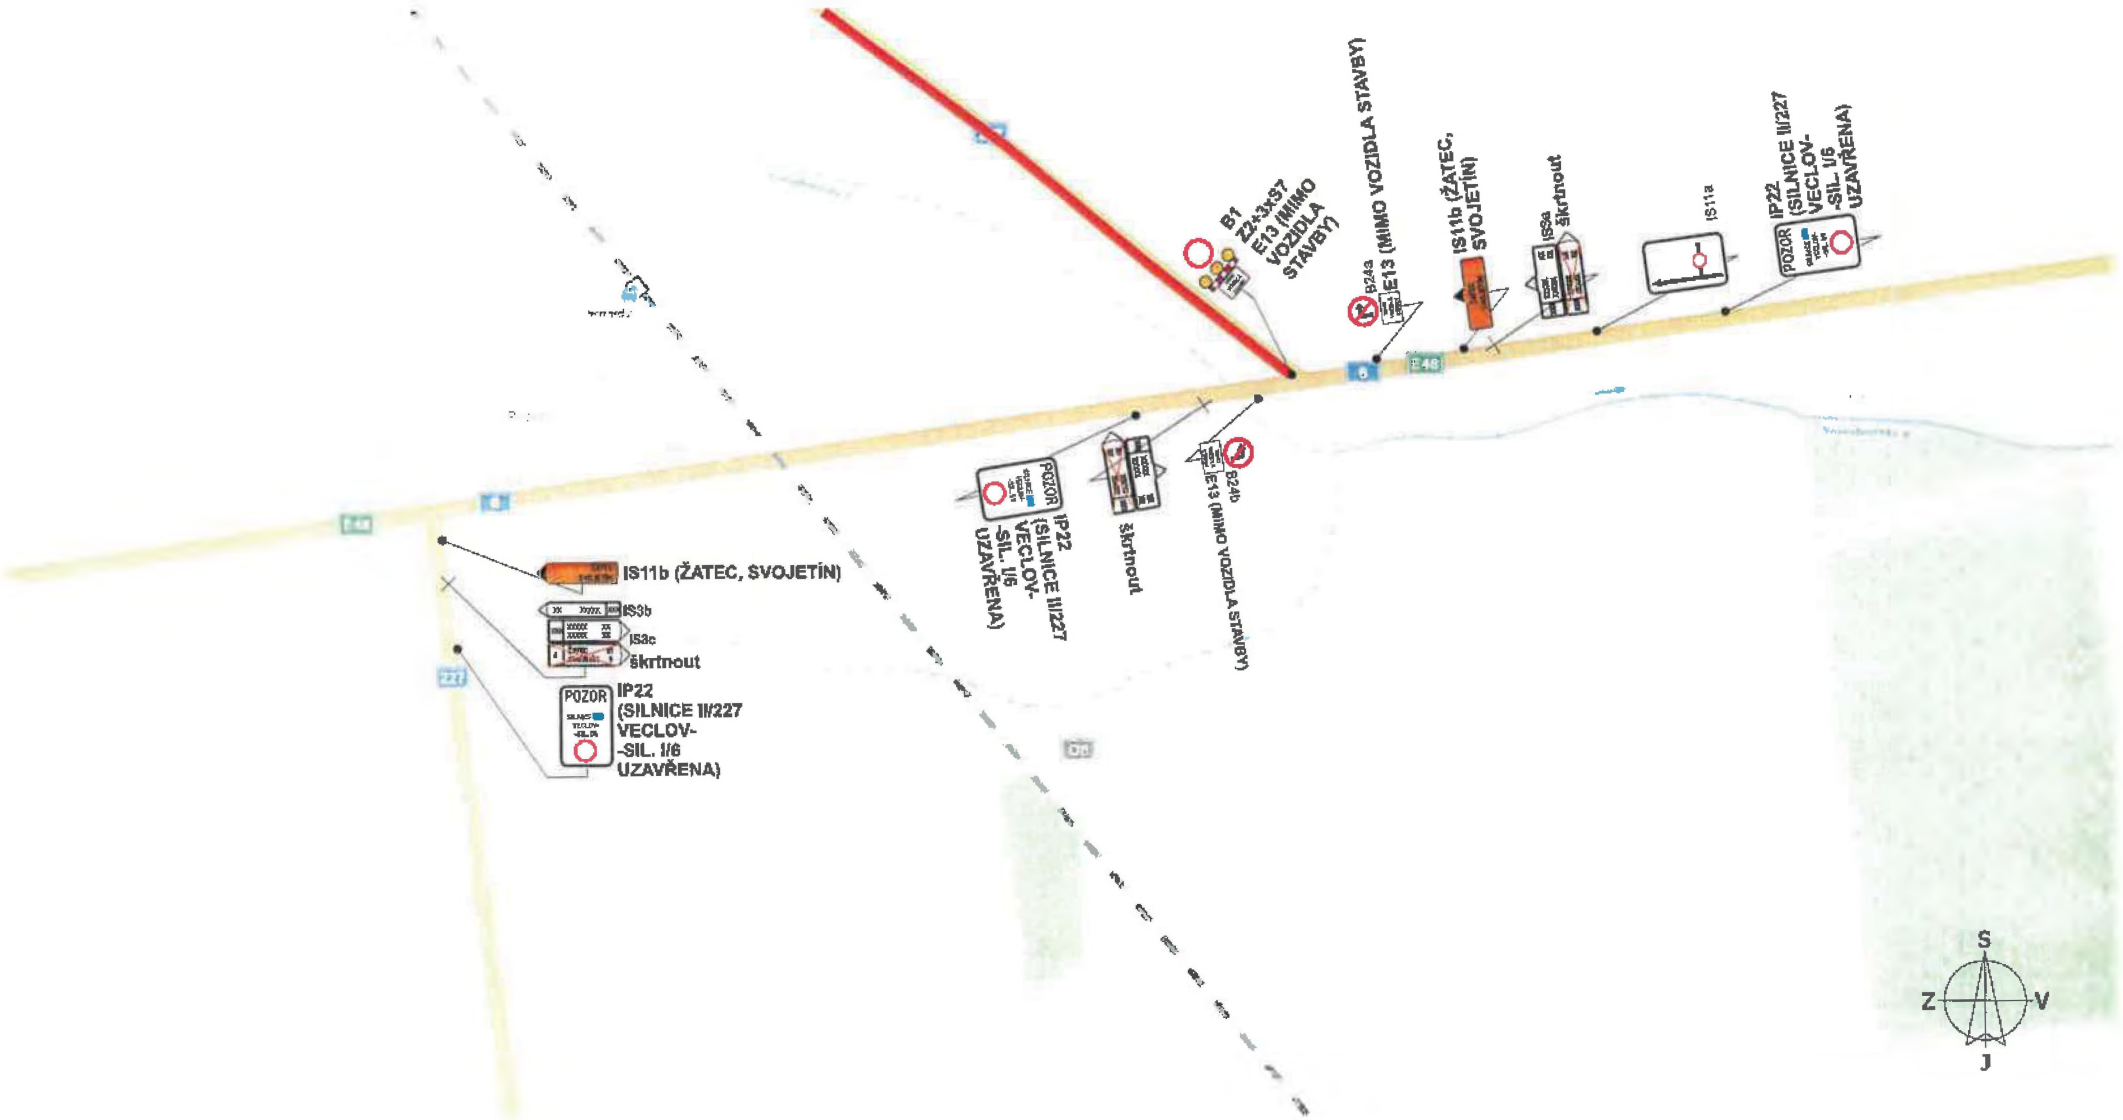 B1
Z2+3xS7
E13 (MIMO
VOZIDLA
STAVBY)
B24a
E13 (MIMO VOZIDLA STAVBY)
IS11b (ŽATEC,
SVOJETÍN)
IS3a
škrtnout
IS11a
IP22
(SILNICE II/227
VECLOV-
-SIL. I/6
UZAVŘENA)
POZOR
6
E48
POZOR
IP22
(SILNICE II/227
VECLOV-
-SIL. I/6
UZAVŘENA)
škrtnout
B24b
E13 (MIMO VOZIDLA STAVBY)
E48
6
IS11b (ŽATEC, SVOJETÍN)
IS3b
IS3c
škrtnout
227
POZOR
IP22
(SILNICE II/227
VECLOV-
-SIL. I/6
UZAVŘENA)
D6
S
Z
V
J